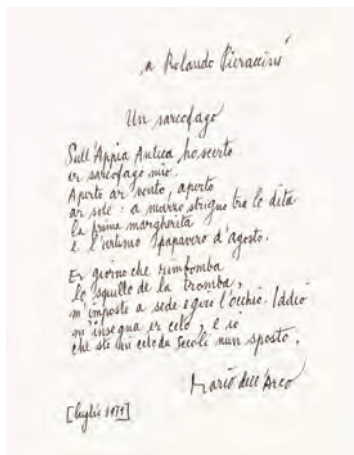 a Rolando Pieraccini
Un sarcofago
Sull'Appia Antica ho scerto
er sarcofago mio.
Aperto ar vento, aperto
ar sole: a marzo strigno tra le dita
la prima margherita
e l'urtimo papavero d'agosto.
Er giorno che rimbomba
lo squillo de la tromba,
m'imposto a sede e giro l'occhio. Iddio
m'insegna er celo, e io
che sto in celo da secoli nun sposto.
Mario dell'Arco
[luglio 1979]